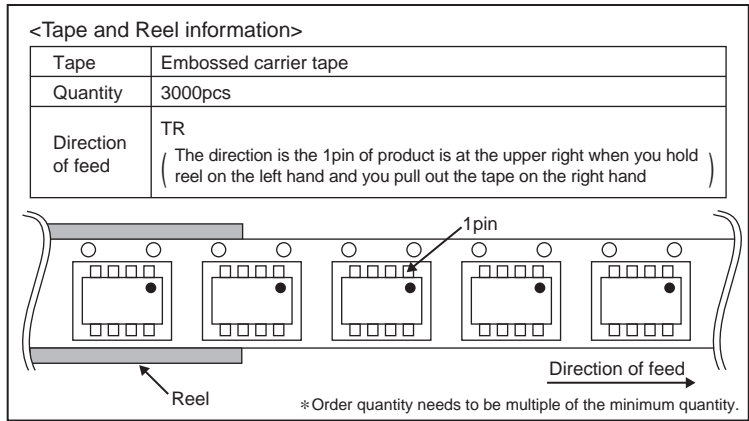 <Tape and Reel information>
Tape Embossed carrier tape
Quantity 3000pcs
Direction of feed TR
( The direction is the 1pin of product is at the upper right when you hold
reel on the left hand and you pull out the tape on the right hand )
1pin
Direction of feed
Reel
*Order quantity needs to be multiple of the minimum quantity.